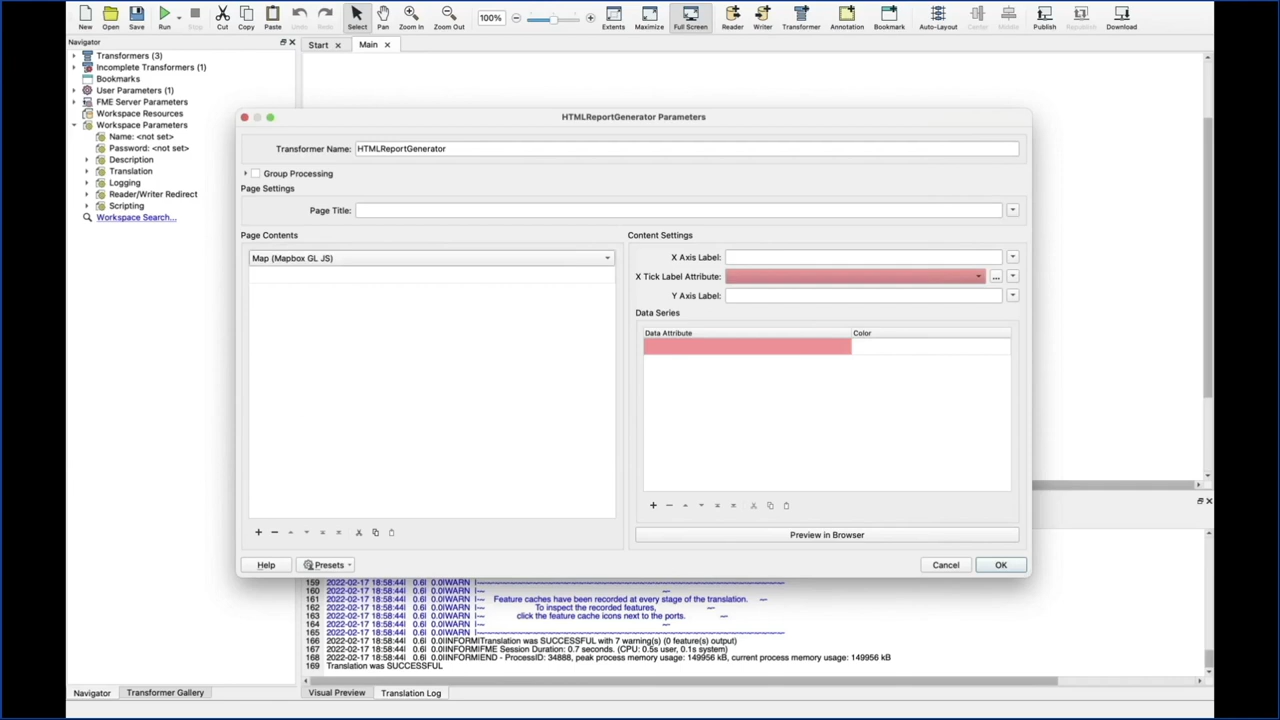 New Open Save Run Stop Cut Copy Paste Undo Redo Select Pan Zoom In Zoom Out 100% Extents Maximize Full Screen Reader Writer Transformer Annotation Bookmark Auto-Layout Center Middle Publish Republish Download
Navigator
Start
Main
Transformers (3)
Incomplete Transformers (1)
Bookmarks
User Parameters (1)
FME Server Parameters
Workspace Resources
Workspace Parameters
Name: <not set>
Password: <not set>
Description
Translation
Logging
Reader/Writer Redirect
Scripting
Workspace Search...
HTMLReportGenerator Parameters
Transformer Name: HTMLReportGenerator
Group Processing
Page Settings
Page Title:
Page Contents
Map (Mapbox GL JS)
Content Settings
X Axis Label:
X Tick Label Attribute:
...
Y Axis Label:
Data Series
Data Attribute Color
Preview in Browser
Help Presets Cancel OK
159 2022-02-17 18:58:44| 0.6| 0.0|WARN |~~~~~~~~~~~~~~~~~~~~~~~~~~~~~~~~~~~~~~~~
160 2022-02-17 18:58:44| 0.6| 0.0|WARN |~ ~~
161 2022-02-17 18:58:44| 0.6| 0.0|WARN |~ Feature caches have been recorded at every stage of the translation. ~~
162 2022-02-17 18:58:44| 0.6| 0.0|WARN |~ To inspect the recorded features, ~~
163 2022-02-17 18:58:44| 0.6| 0.0|WARN |~ click the feature cache icons next to the ports. ~~
164 2022-02-17 18:58:44| 0.6| 0.0|WARN |~ ~~
165 2022-02-17 18:58:44| 0.6| 0.0|WARN |~~~~~~~~~~~~~~~~~~~~~~~~~~~~~~~~~~~~~~~~
166 2022-02-17 18:58:44| 0.6| 0.0|INFORM|Translation was SUCCESSFUL with 7 warning(s) (0 feature(s) output)
167 2022-02-17 18:58:44| 0.6| 0.0|INFORM|FME Session Duration: 0.7 seconds. (CPU: 0.5s user, 0.1s system)
168 2022-02-17 18:58:44| 0.6| 0.0|INFORM|END - ProcessID: 34888, peak process memory usage: 149956 kB, current process memory usage: 149956 kB
169 Translation was SUCCESSFUL
Navigator Transformer Gallery Visual Preview Translation Log